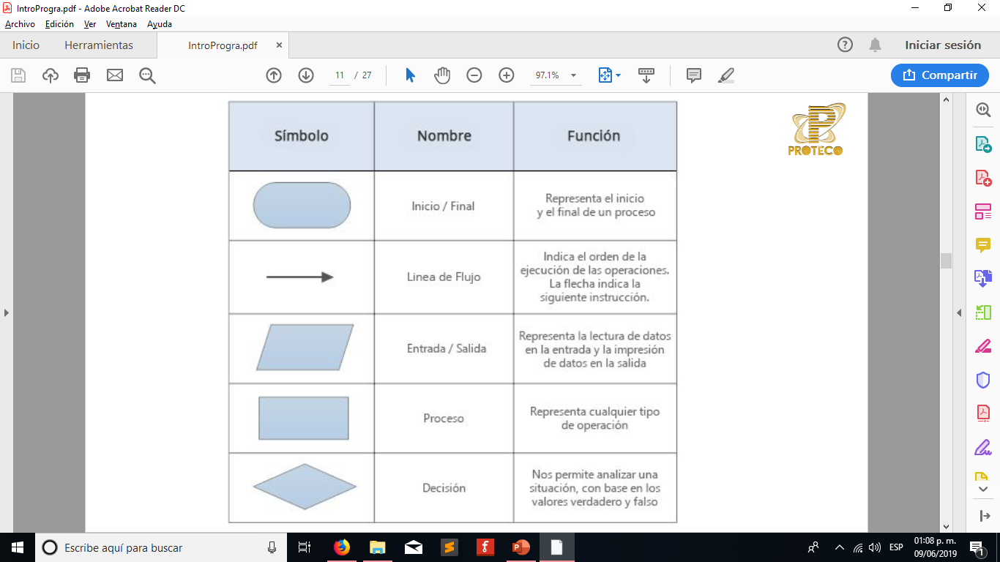 IntroProgra.pdf - Adobe Acrobat Reader DC
Archivo Edición Ver Ventana Ayuda
Inicio Herramientas IntroProgra.pdf × Iniciar sesión
11 / 27 97.1% Compartir
Símbolo Nombre Función
PROTECO
Inicio / Final
Representa el inicio
y el final de un proceso
Linea de Flujo
Indica el orden de la
ejecución de las operaciones.
La flecha indica la
siguiente instrucción.
Entrada / Salida
Representa la lectura de datos
en la entrada y la impresión
de datos en la salida
Proceso
Representa cualquier tipo
de operación
Decisión
Nos permite analizar una
situación, con base en los
valores verdadero y falso
Escribe aquí para buscar
ESP
01:08 p. m.
09/06/2019
1